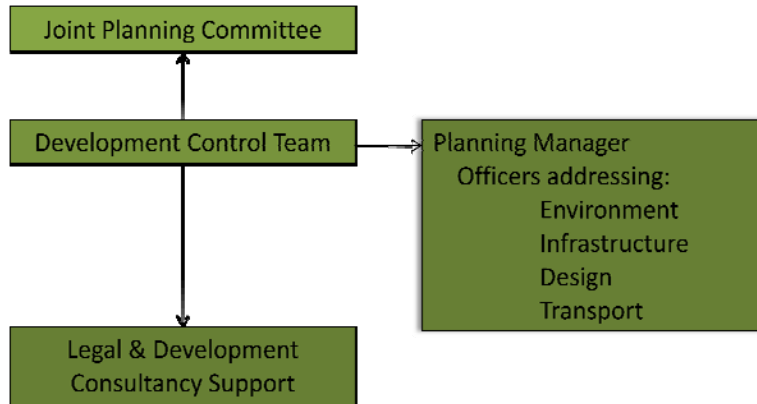 Joint Planning Committee
Development Control Team
Planning Manager
Officers addressing:
Environment
Infrastructure
Design
Transport
Legal & Development
Consultancy Support